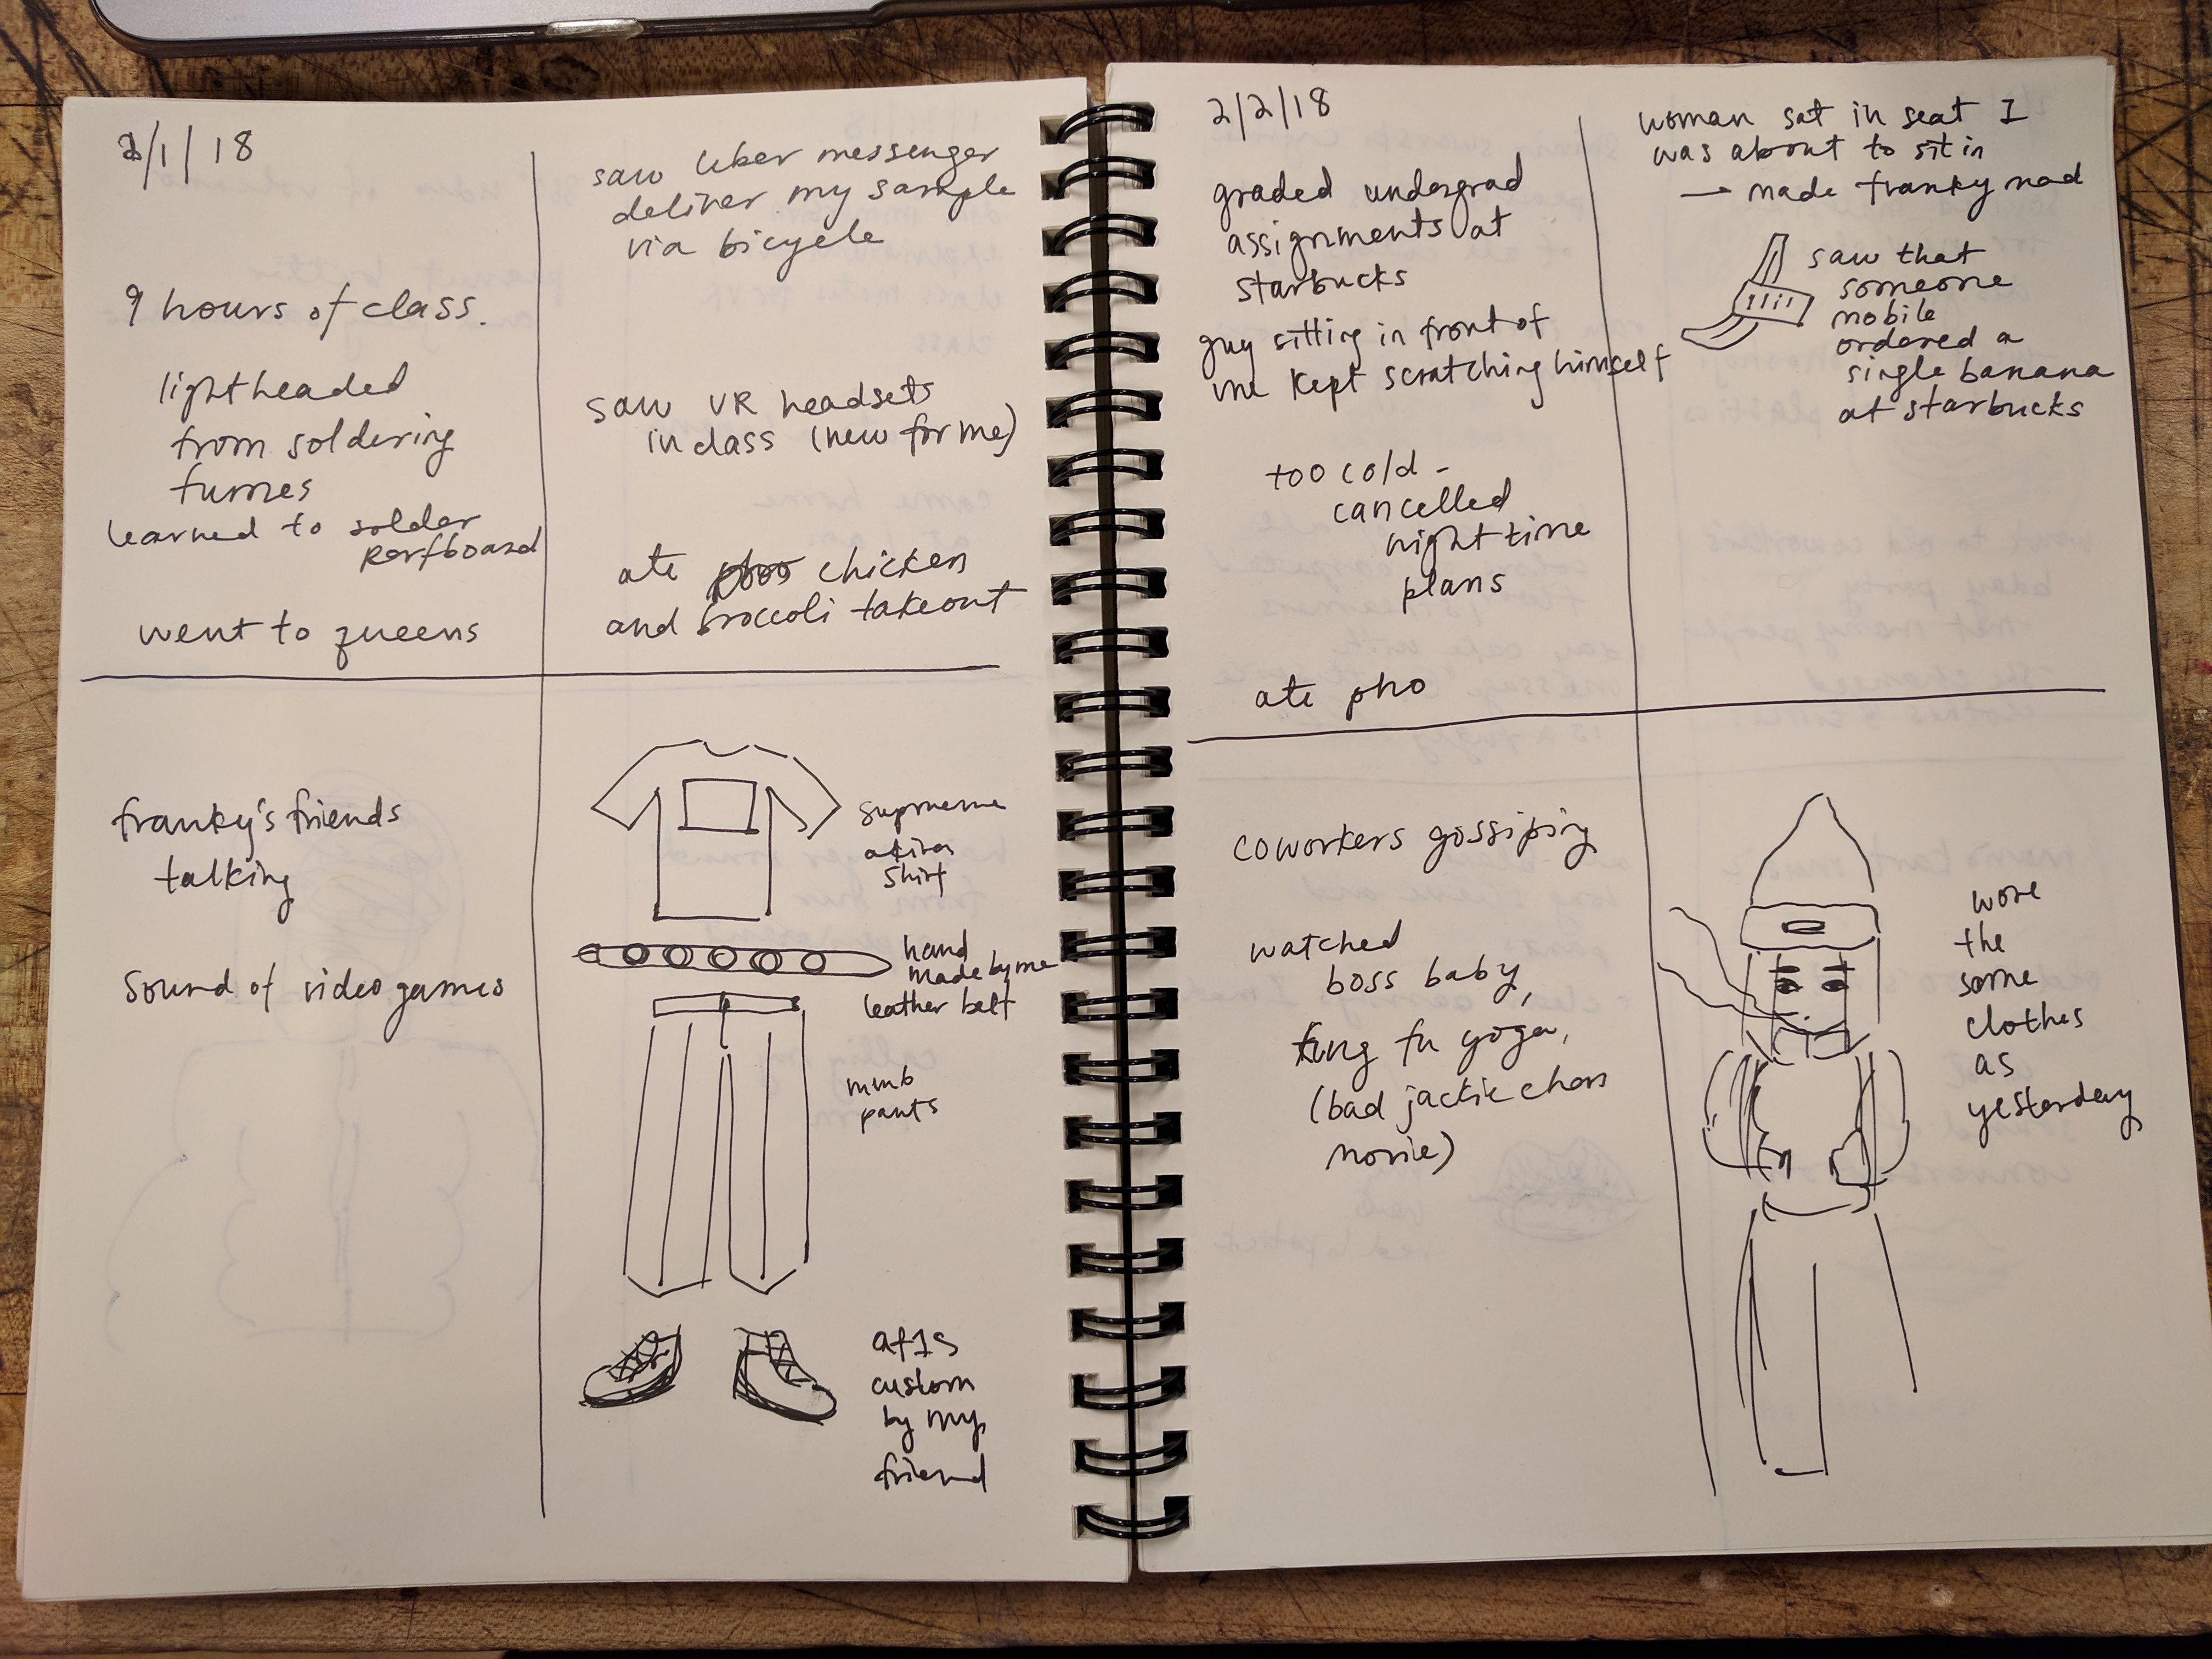 2/1/18
9 hours of class.
lightheaded
from soldering
fumes
learned to solder
perfboard
went to queens
saw uber messenger
deliver my sample
via bicycle
saw VR headsets
in class (new for me)
ate chicken
and broccoli takeout
franky's friends
talking
sound of video games
supreme
akira
shirt
hand
made by me
leather belt
pants
af1s
custom
by my
friend
2/2/18
graded undergrad
assignments at
starbucks
guy sitting in front of
me kept scratching himself
too cold -
cancelled
night time
plans
ate pho
woman sat in seat I
was about to sit in
→ made franky mad
saw that
someone
mobile
ordered a
single banana
at starbucks
coworkers gossiping
watched
boss baby,
kung fu yoga,
(bad jackie chan
movie)
wore
the
same
clothes
as
yesterday